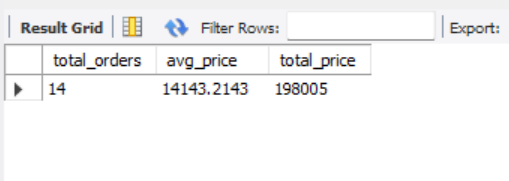 Result Grid Filter Rows: Export:
total_orders avg_price total_price
14 14143.2143 198005